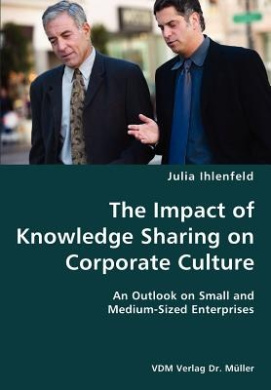 Julia Ihlenfeld
The Impact of
Knowledge Sharing on
Corporate Culture
An Outlook on Small and
Medium-Sized Enterprises
VDM Verlag Dr. Müller